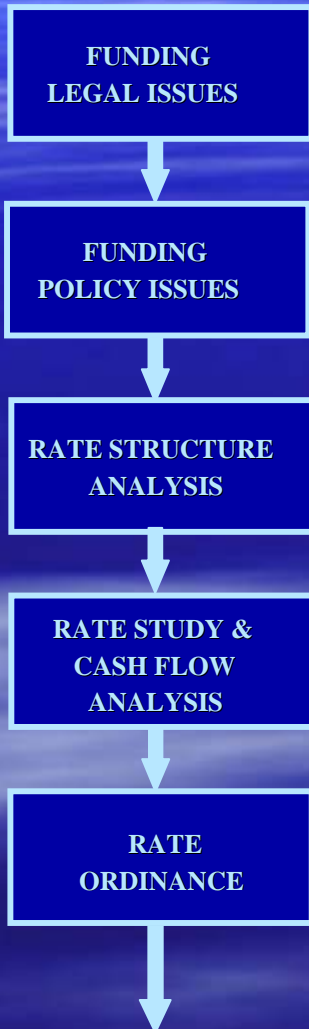 FUNDING
LEGAL ISSUES
FUNDING
POLICY ISSUES
RATE STRUCTURE
ANALYSIS
RATE STUDY &
CASH FLOW
ANALYSIS
RATE
ORDINANCE